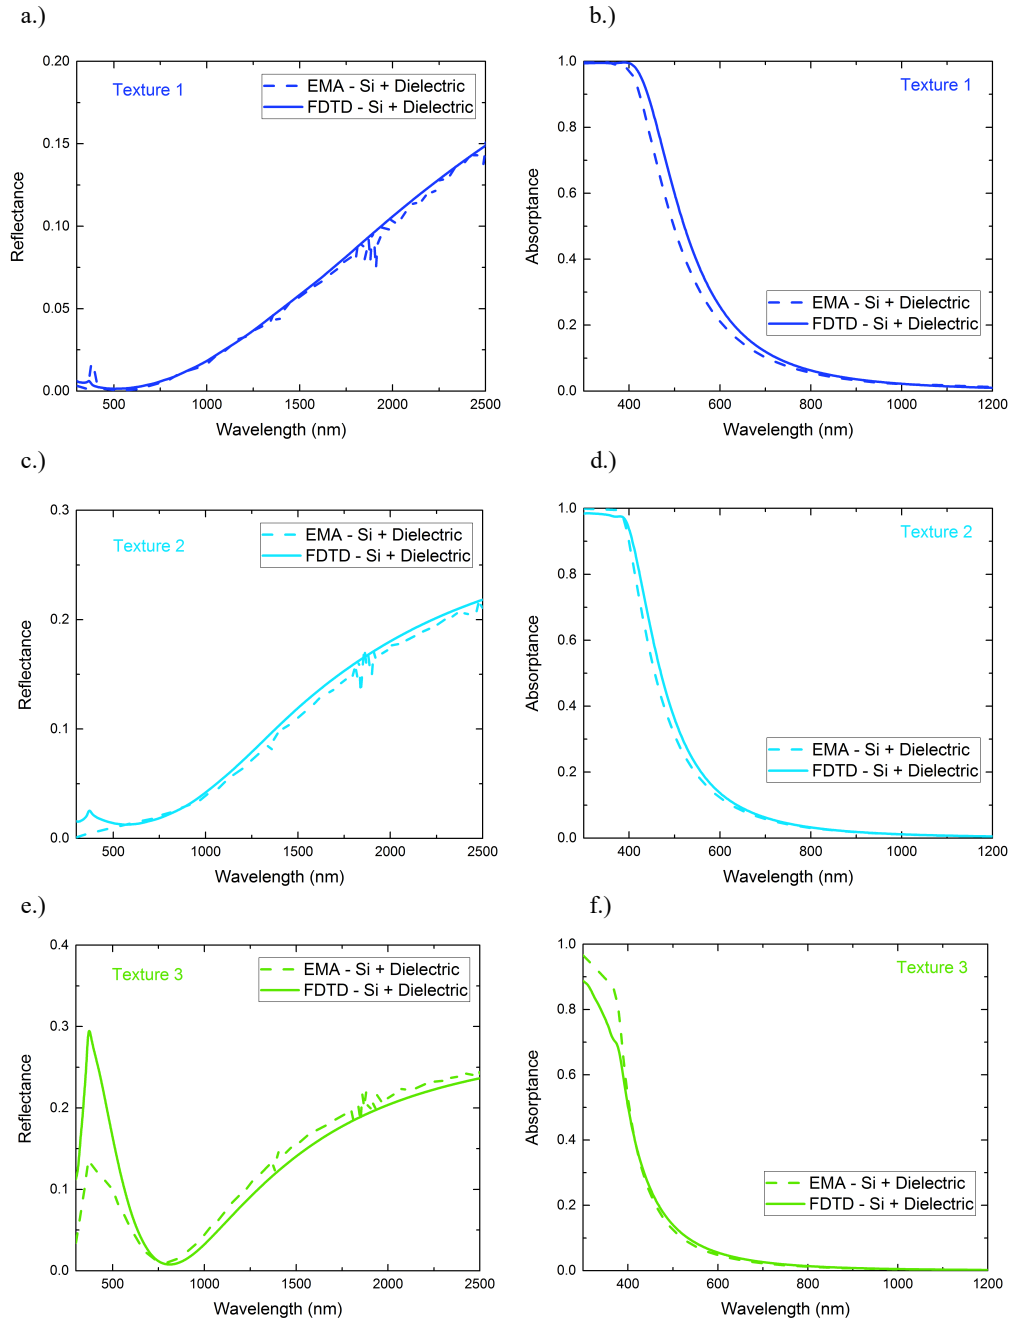 a.)
b.)
0.20
0.15
0.10
0.05
0.00
Reflectance
Texture 1
EMA - Si + Dielectric
FDTD - Si + Dielectric
500 1000 1500 2000 2500
Wavelength (nm)
1.0
0.8
0.6
0.4
0.2
0.0
Absorptance
Texture 1
EMA - Si + Dielectric
FDTD - Si + Dielectric
400 600 800 1000 1200
Wavelength (nm)
c.)
d.)
0.3
0.2
0.1
0.0
Reflectance
Texture 2
EMA - Si + Dielectric
FDTD - Si + Dielectric
500 1000 1500 2000 2500
Wavelength (nm)
1.0
0.8
0.6
0.4
0.2
0.0
Absorptance
Texture 2
EMA - Si + Dielectric
FDTD - Si + Dielectric
400 600 800 1000 1200
Wavelength (nm)
e.)
f.)
0.4
0.3
0.2
0.1
0.0
Reflectance
Texture 3
EMA - Si + Dielectric
FDTD - Si + Dielectric
500 1000 1500 2000 2500
Wavelength (nm)
1.0
0.8
0.6
0.4
0.2
0.0
Absorptance
Texture 3
EMA - Si + Dielectric
FDTD - Si + Dielectric
400 600 800 1000 1200
Wavelength (nm)